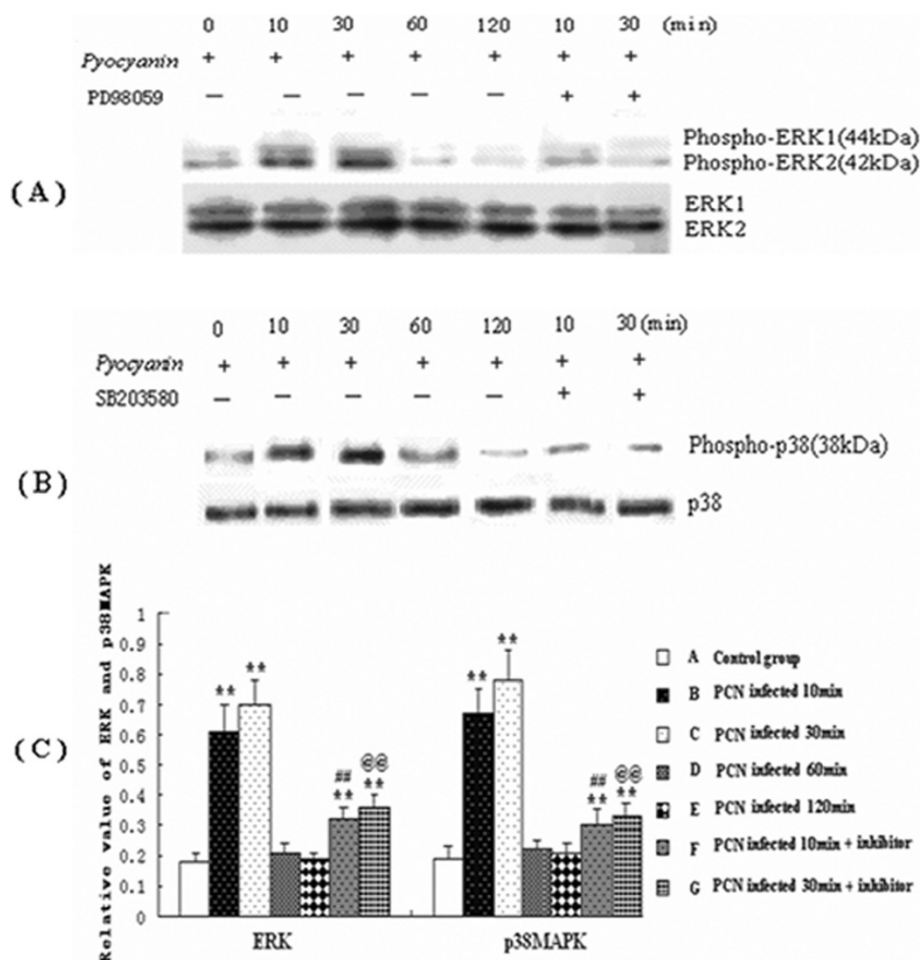 0 10 30 60 120 10 30 (min)
Pyocyanin + + + + + + +
PD98059 − − − − − + +
Phospho-ERK1(44kDa)
Phospho-ERK2(42kDa)
(A)
ERK1
ERK2
0 10 30 60 120 10 30 (min)
Pyocyanin + + + + + + +
SB203580 − − − − − + +
Phospho-p38(38kDa)
(B)
p38
Relative value of ERK and p38MAPK
1
0.9
0.8
0.7
0.6
0.5
0.4
0.3
0.2
0.1
0
** ** ## ** @@ **
** ** ## ** @@ **
(C)
ERK p38MAPK
A Control group
B PCN infected 10min
C PCN infected 30min
D PCN infected 60min
E PCN infected 120min
F PCN infected 10min + inhibitor
G PCN infected 30min + inhibitor